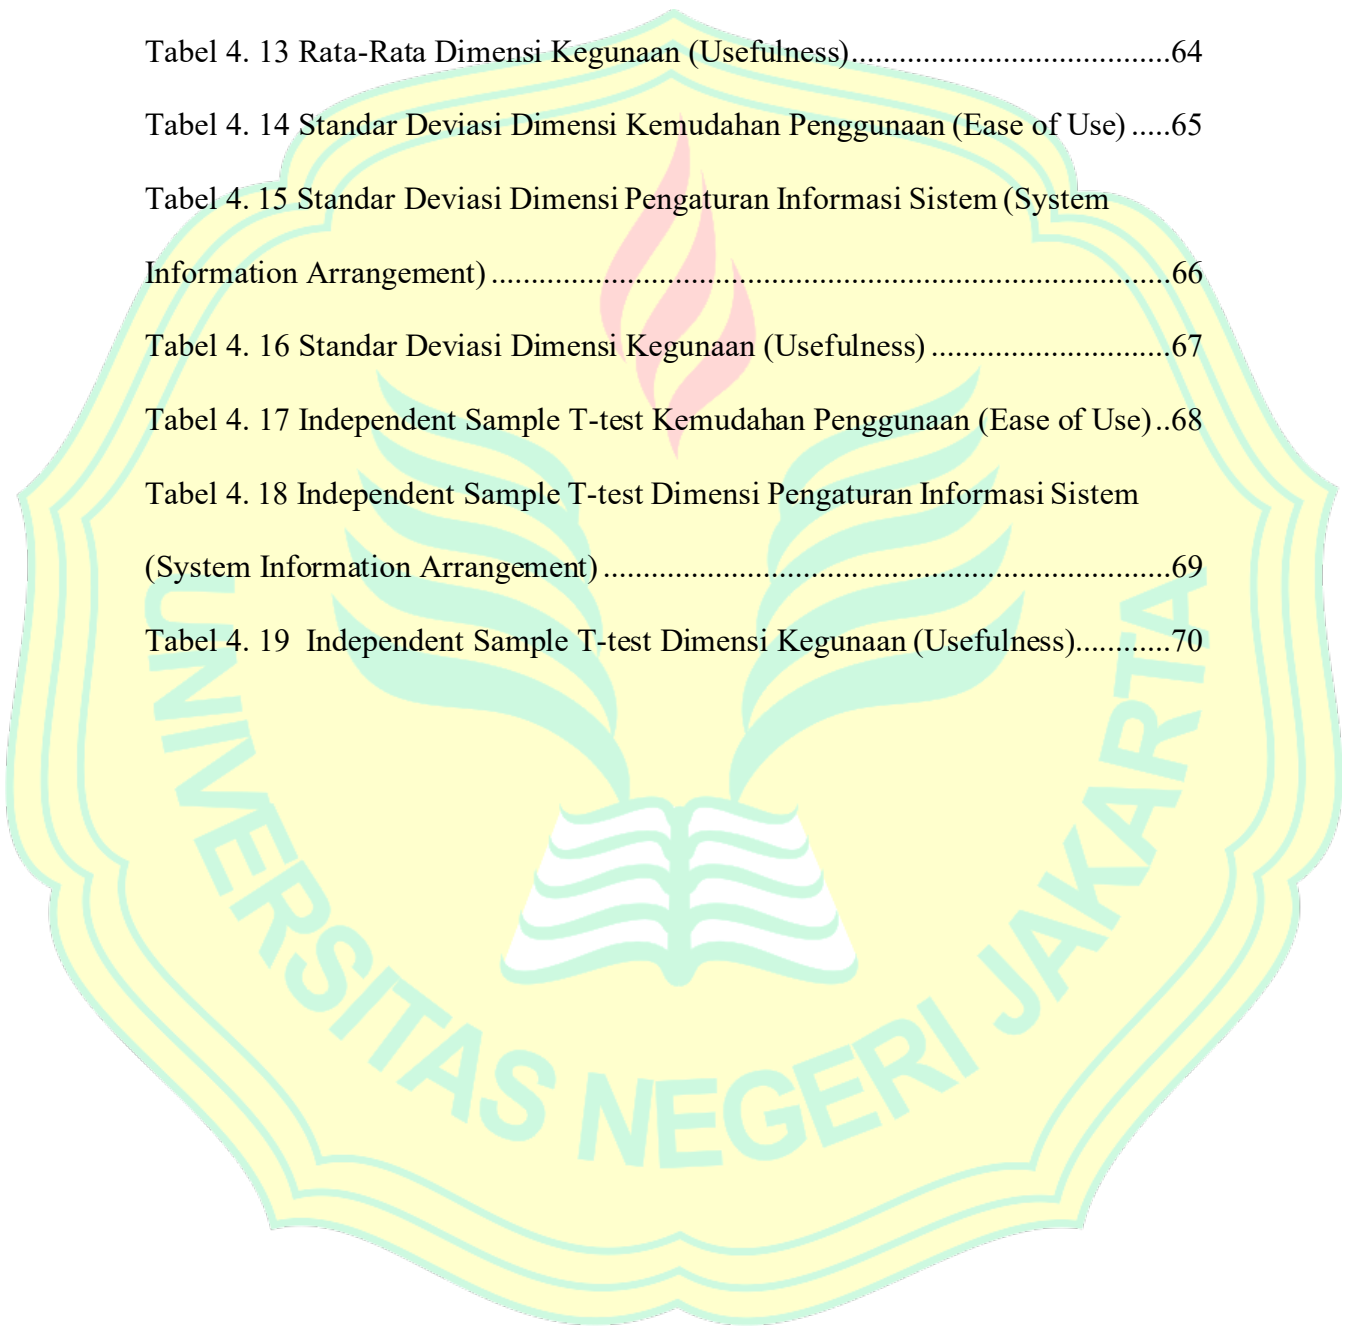 Tabel 4. 13 Rata-Rata Dimensi Kegunaan (Usefulness)......................................64
Tabel 4. 14 Standar Deviasi Dimensi Kemudahan Penggunaan (Ease of Use) .....65
Tabel 4. 15 Standar Deviasi Dimensi Pengaturan Informasi Sistem (System
Information Arrangement) ...................................................................................66
Tabel 4. 16 Standar Deviasi Dimensi Kegunaan (Usefulness) .............................67
Tabel 4. 17 Independent Sample T-test Kemudahan Penggunaan (Ease of Use)..68
Tabel 4. 18 Independent Sample T-test Dimensi Pengaturan Informasi Sistem
(System Information Arrangement) .....................................................................69
Tabel 4. 19  Independent Sample T-test Dimensi Kegunaan (Usefulness)............70
UNIVERSITAS NEGERI JAKARTA